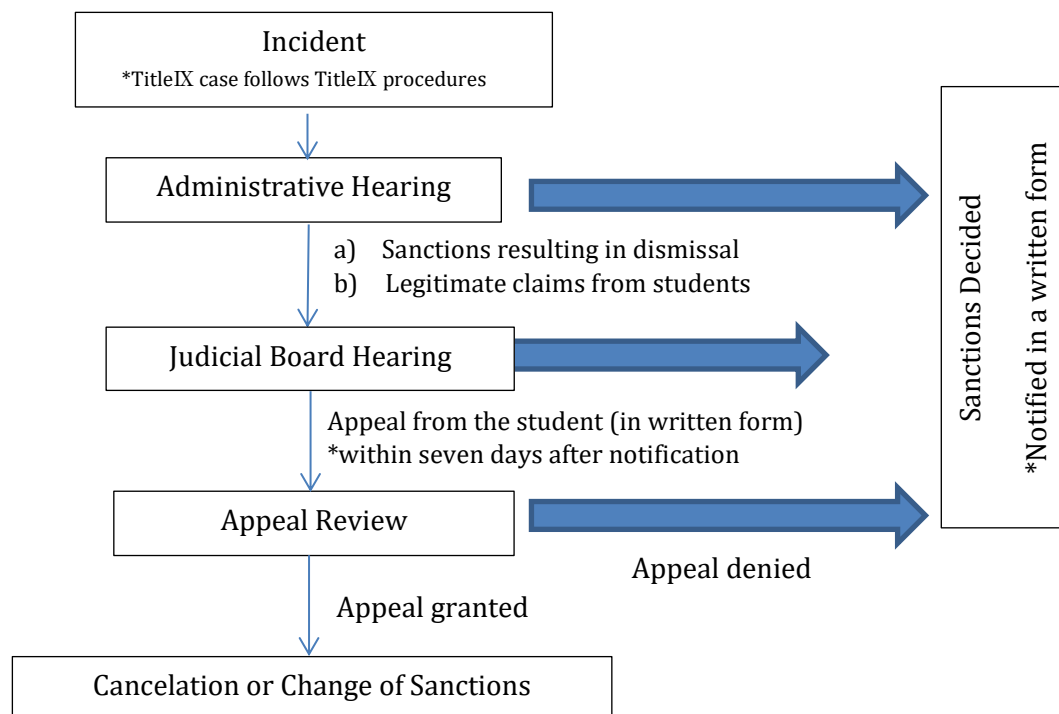 Incident
*TitleIX case follows TitleIX procedures
Administrative Hearing
a) Sanctions resulting in dismissal
b) Legitimate claims from students
Judicial Board Hearing
Appeal from the student (in written form)
*within seven days after notification
Appeal Review
Appeal denied
Appeal granted
Cancelation or Change of Sanctions
Sanctions Decided
*Notified in a written form